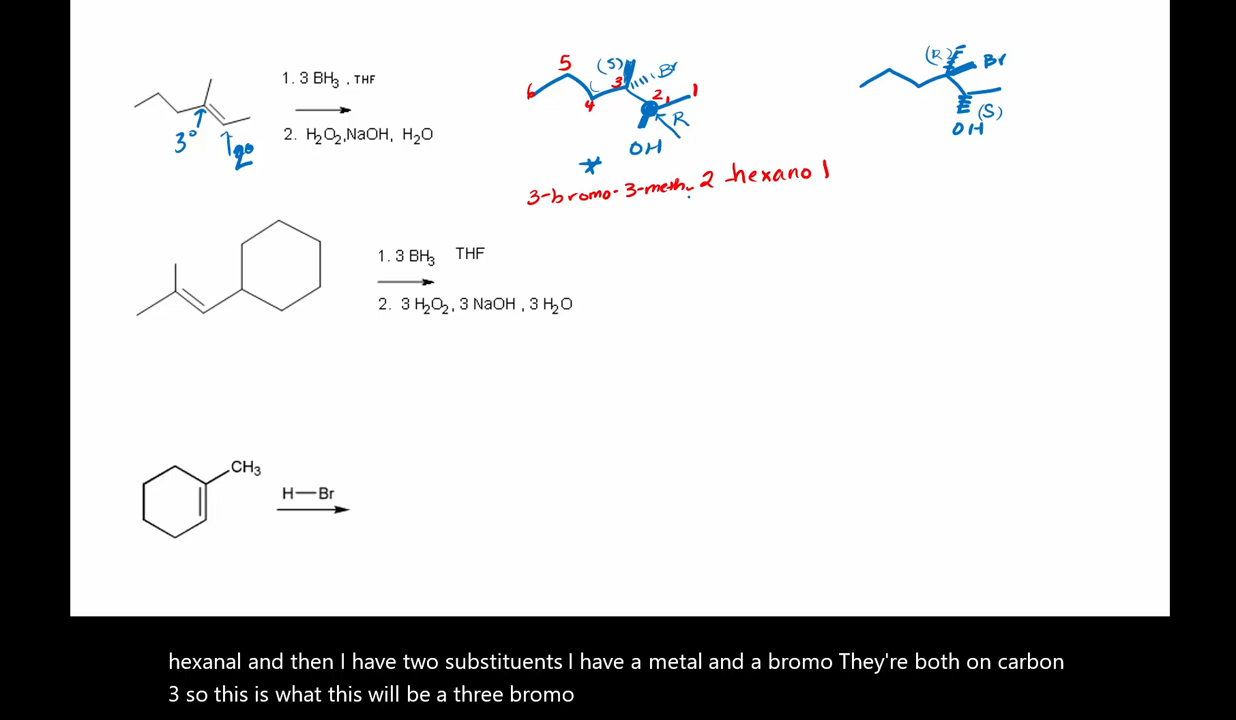 1. 3 BH3 . THF
2. H2O2,NaOH, H2O
3°
2°
6
5
4
3
2
1
(S)
Br
R
OH
*
3-bromo-3-meth 2 -hexanol
(R)
Br
(S)
OH
1. 3 BH3 THF
2. 3 H2O2, 3 NaOH , 3 H2O
CH3
H—Br
hexanal and then I have two substituents I have a metal and a bromo They're both on carbon
3 so this is what this will be a three bromo